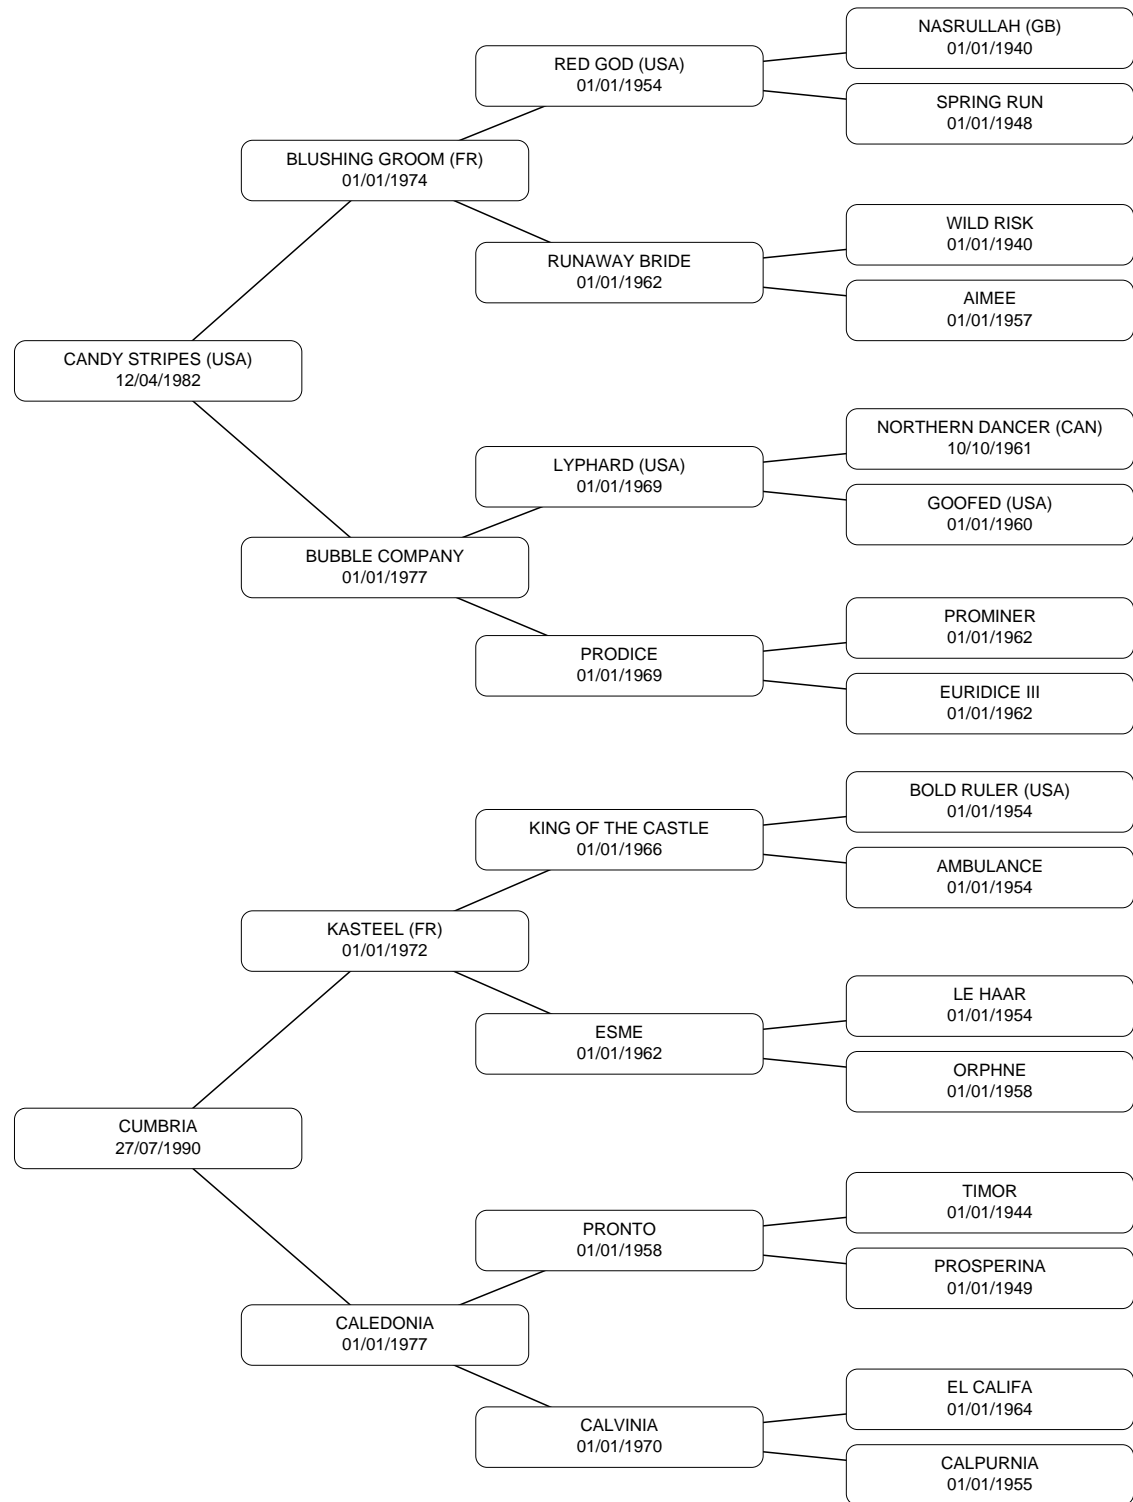 NASRULLAH (GB)
01/01/1940
RED GOD (USA)
01/01/1954
SPRING RUN
01/01/1948
BLUSHING GROOM (FR)
01/01/1974
WILD RISK
01/01/1940
RUNAWAY BRIDE
01/01/1962
AIMEE
01/01/1957
CANDY STRIPES (USA)
12/04/1982
NORTHERN DANCER (CAN)
10/10/1961
LYPHARD (USA)
01/01/1969
GOOFED (USA)
01/01/1960
BUBBLE COMPANY
01/01/1977
PROMINER
01/01/1962
PRODICE
01/01/1969
EURIDICE III
01/01/1962
BOLD RULER (USA)
01/01/1954
KING OF THE CASTLE
01/01/1966
AMBULANCE
01/01/1954
KASTEEL (FR)
01/01/1972
LE HAAR
01/01/1954
ESME
01/01/1962
ORPHNE
01/01/1958
CUMBRIA
27/07/1990
TIMOR
01/01/1944
PRONTO
01/01/1958
PROSPERINA
01/01/1949
CALEDONIA
01/01/1977
EL CALIFA
01/01/1964
CALVINIA
01/01/1970
CALPURNIA
01/01/1955